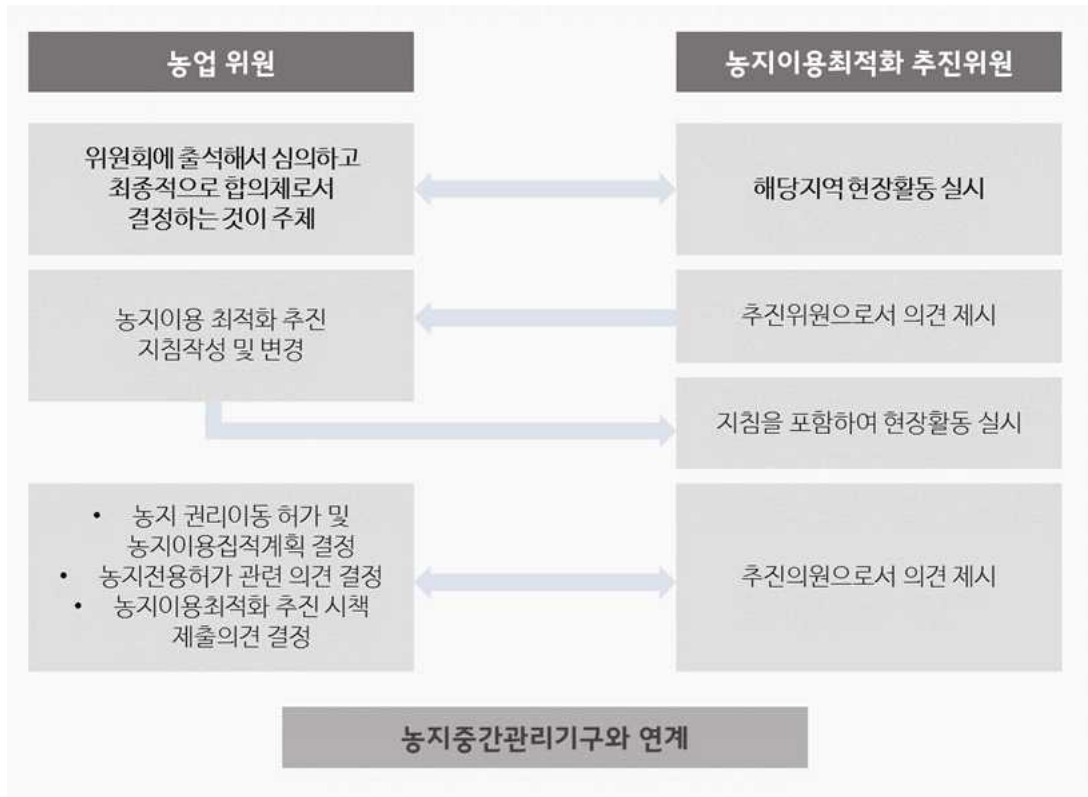 농업 위원
농지이용최적화 추진위원
위원회에 출석해서 심의하고
최종적으로 합의체로서
결정하는 것이 주체
해당지역 현장활동 실시
농지이용 최적화 추진
지침작성 및 변경
추진위원으로서 의견 제시
지침을 포함하여 현장활동 실시
• 농지 권리이동 허가 및
농지이용집적계획 결정
• 농지전용허가 관련 의견 결정
• 농지이용최적화 추진 시책
제출의견 결정
추진의원으로서 의견 제시
농지중간관리기구와 연계